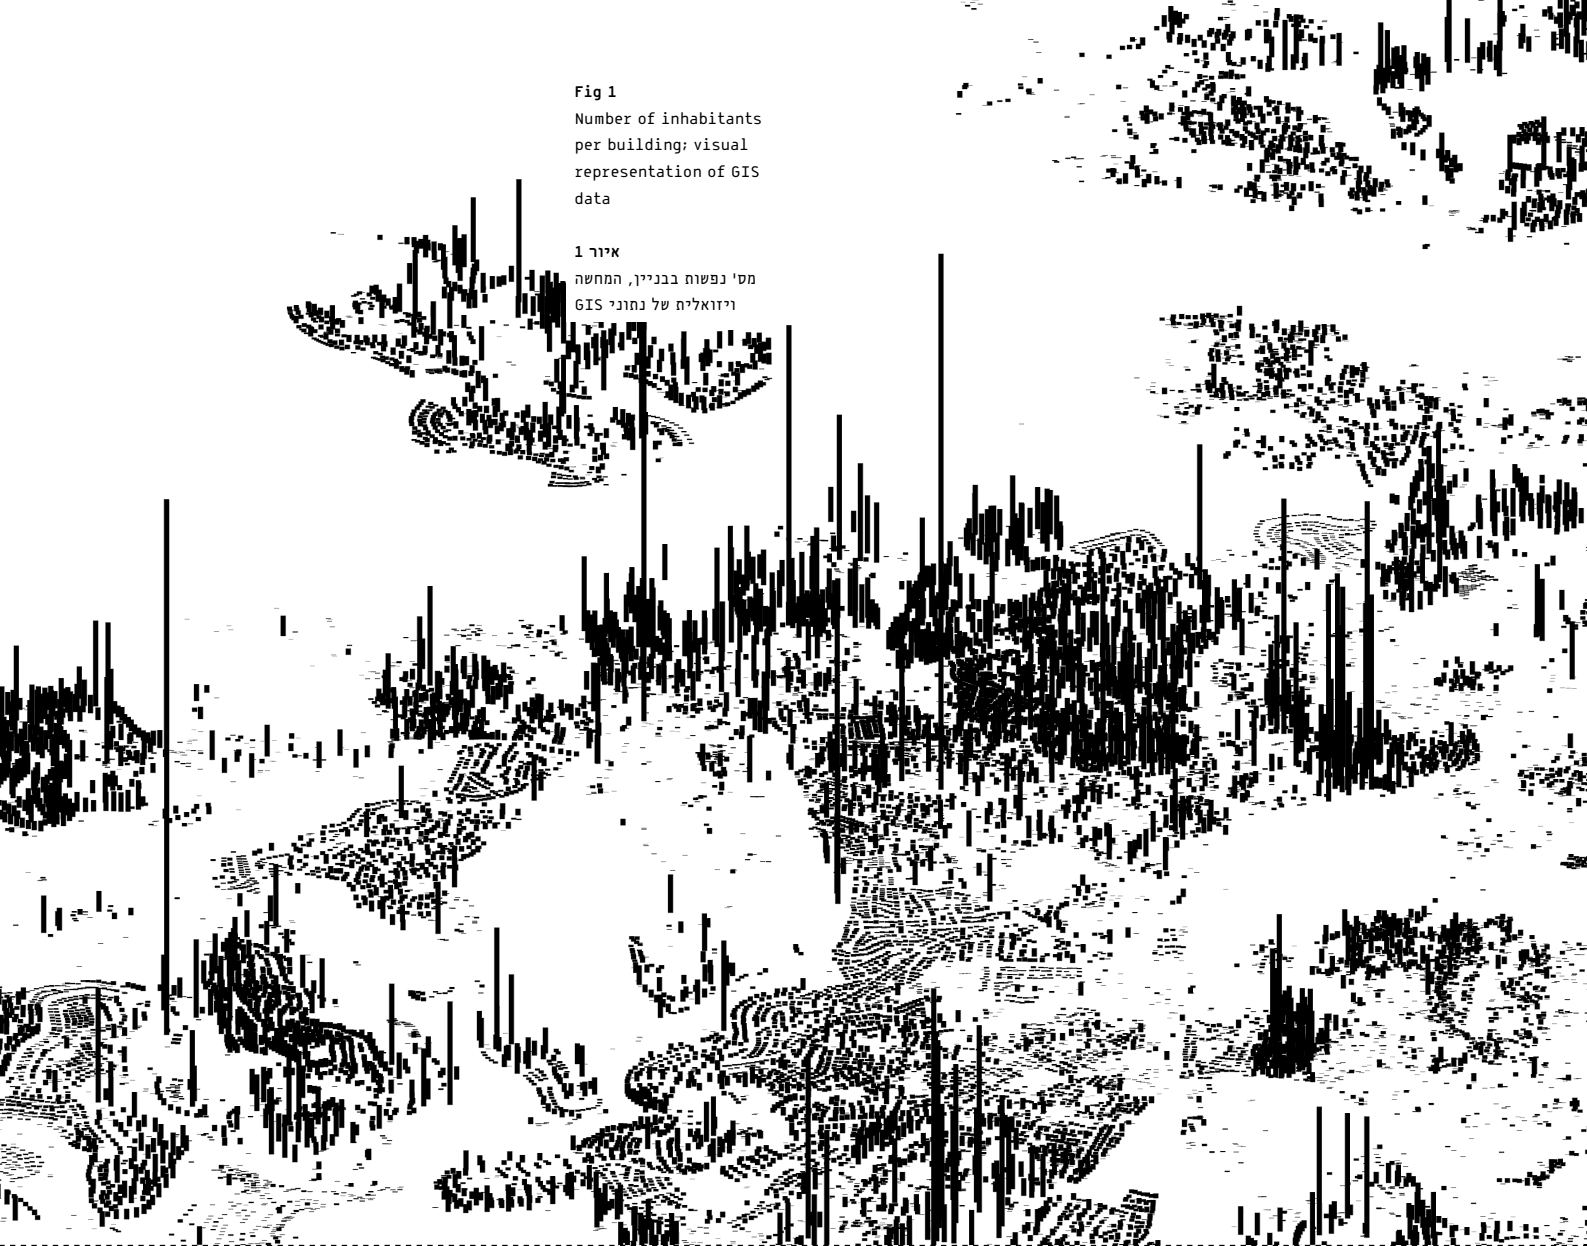 Fig 1
Number of inhabitants
per building; visual
representation of GIS
data
איור 1
מס' נפשות בבניין, המחשה
ויזואלית של נתוני GIS